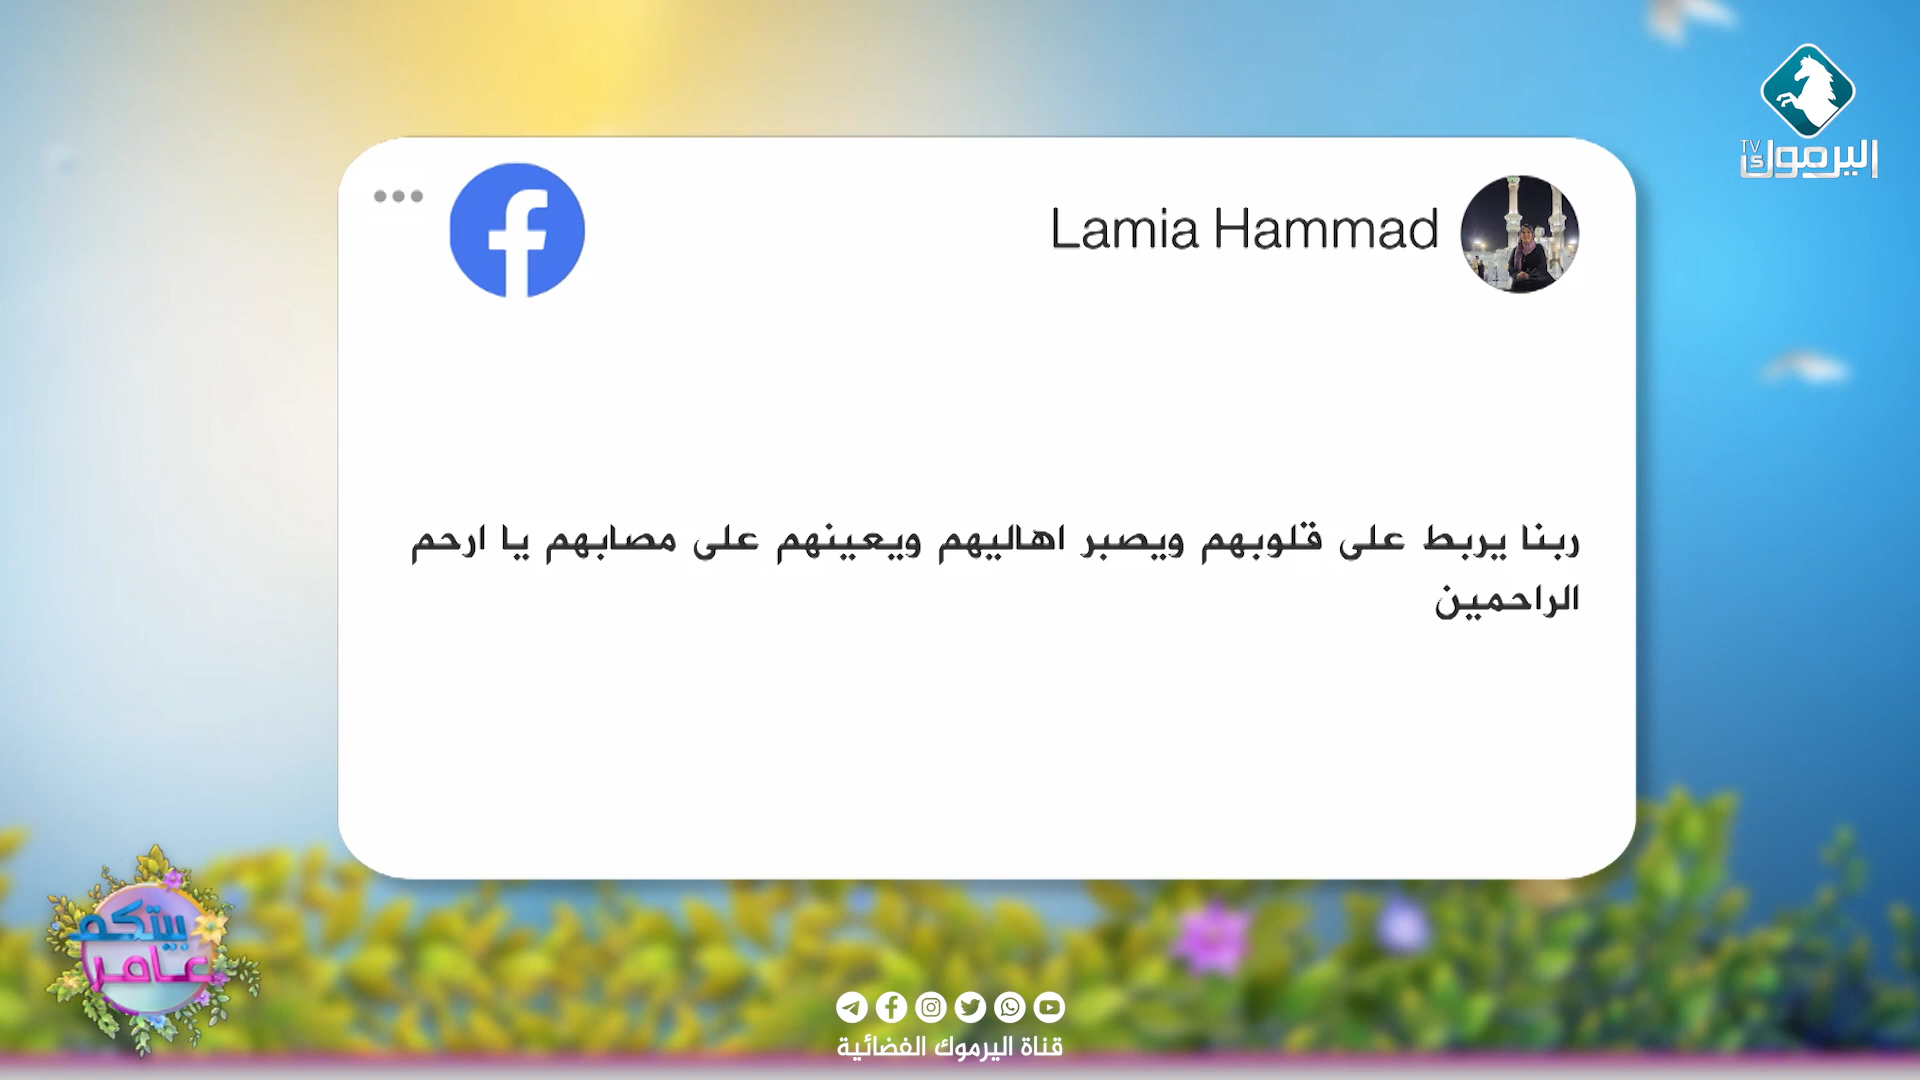 TV
اليرموك
Lamia Hammad
ربنا يربط على قلوبهم ويصبر اهاليهم ويعينهم على مصابهم يا ارحم
الراحمين
بيتكم
عامر
قناة اليرموك الفضائية